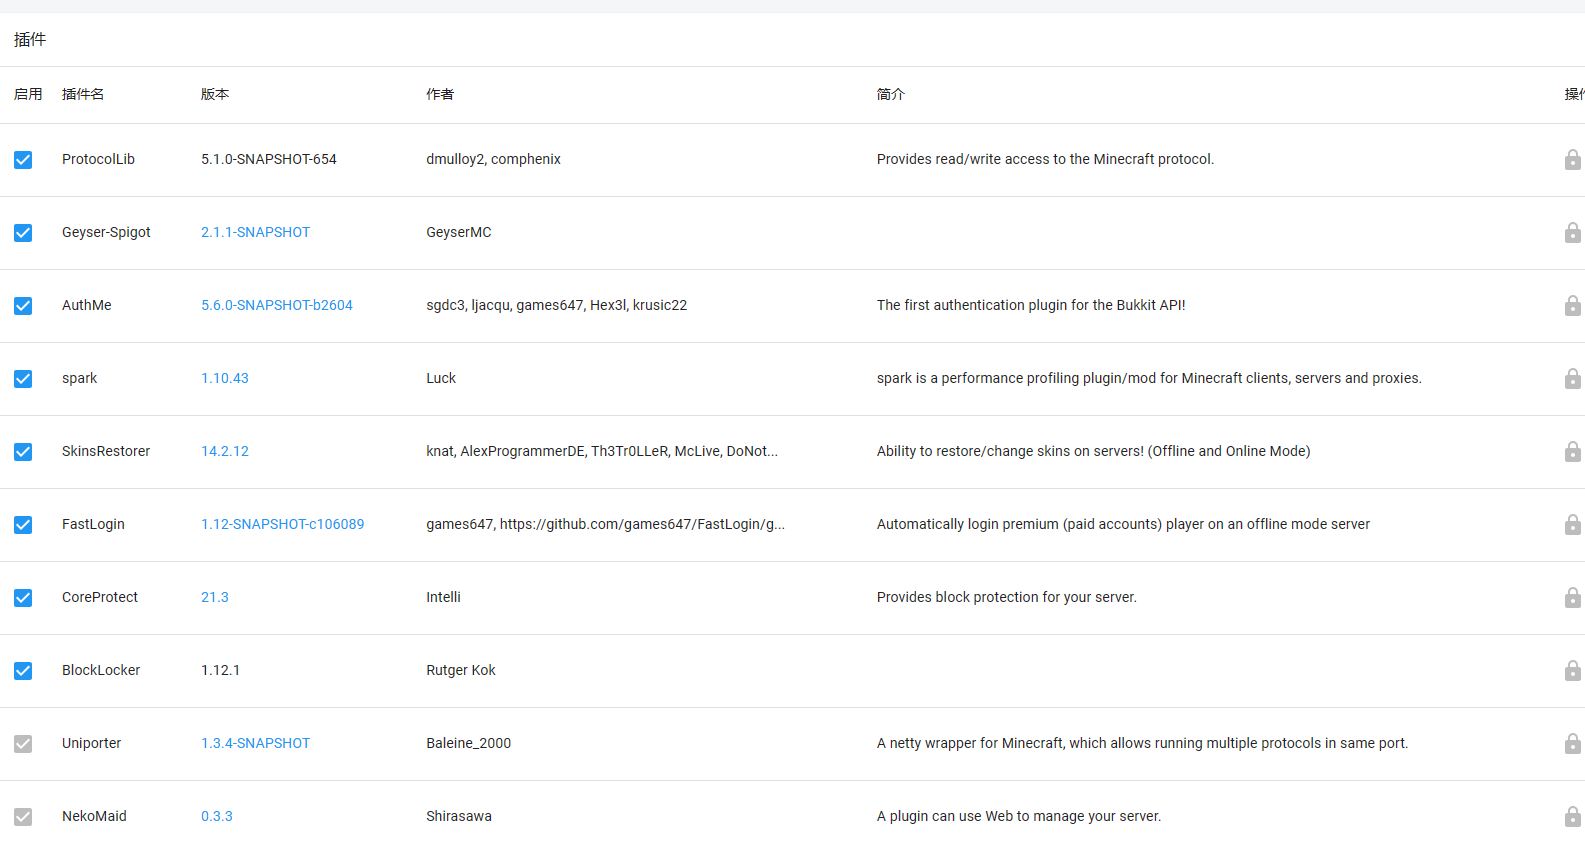 插件
启用 插件名 版本 作者 简介 操作
ProtocolLib 5.1.0-SNAPSHOT-654 dmulloy2, comphenix Provides read/write access to the Minecraft protocol.
Geyser-Spigot 2.1.1-SNAPSHOT GeyserMC
AuthMe 5.6.0-SNAPSHOT-b2604 sgdc3, ljacqu, games647, Hex3l, krusic22 The first authentication plugin for the Bukkit API!
spark 1.10.43 Luck spark is a performance profiling plugin/mod for Minecraft clients, servers and proxies.
SkinsRestorer 14.2.12 knat, AlexProgrammerDE, Th3Tr0LLeR, McLive, DoNot... Ability to restore/change skins on servers! (Offline and Online Mode)
FastLogin 1.12-SNAPSHOT-c106089 games647, https://github.com/games647/FastLogin/g... Automatically login premium (paid accounts) player on an offline mode server
CoreProtect 21.3 Intelli Provides block protection for your server.
BlockLocker 1.12.1 Rutger Kok
Uniporter 1.3.4-SNAPSHOT Baleine_2000 A netty wrapper for Minecraft, which allows running multiple protocols in same port.
NekoMaid 0.3.3 Shirasawa A plugin can use Web to manage your server.